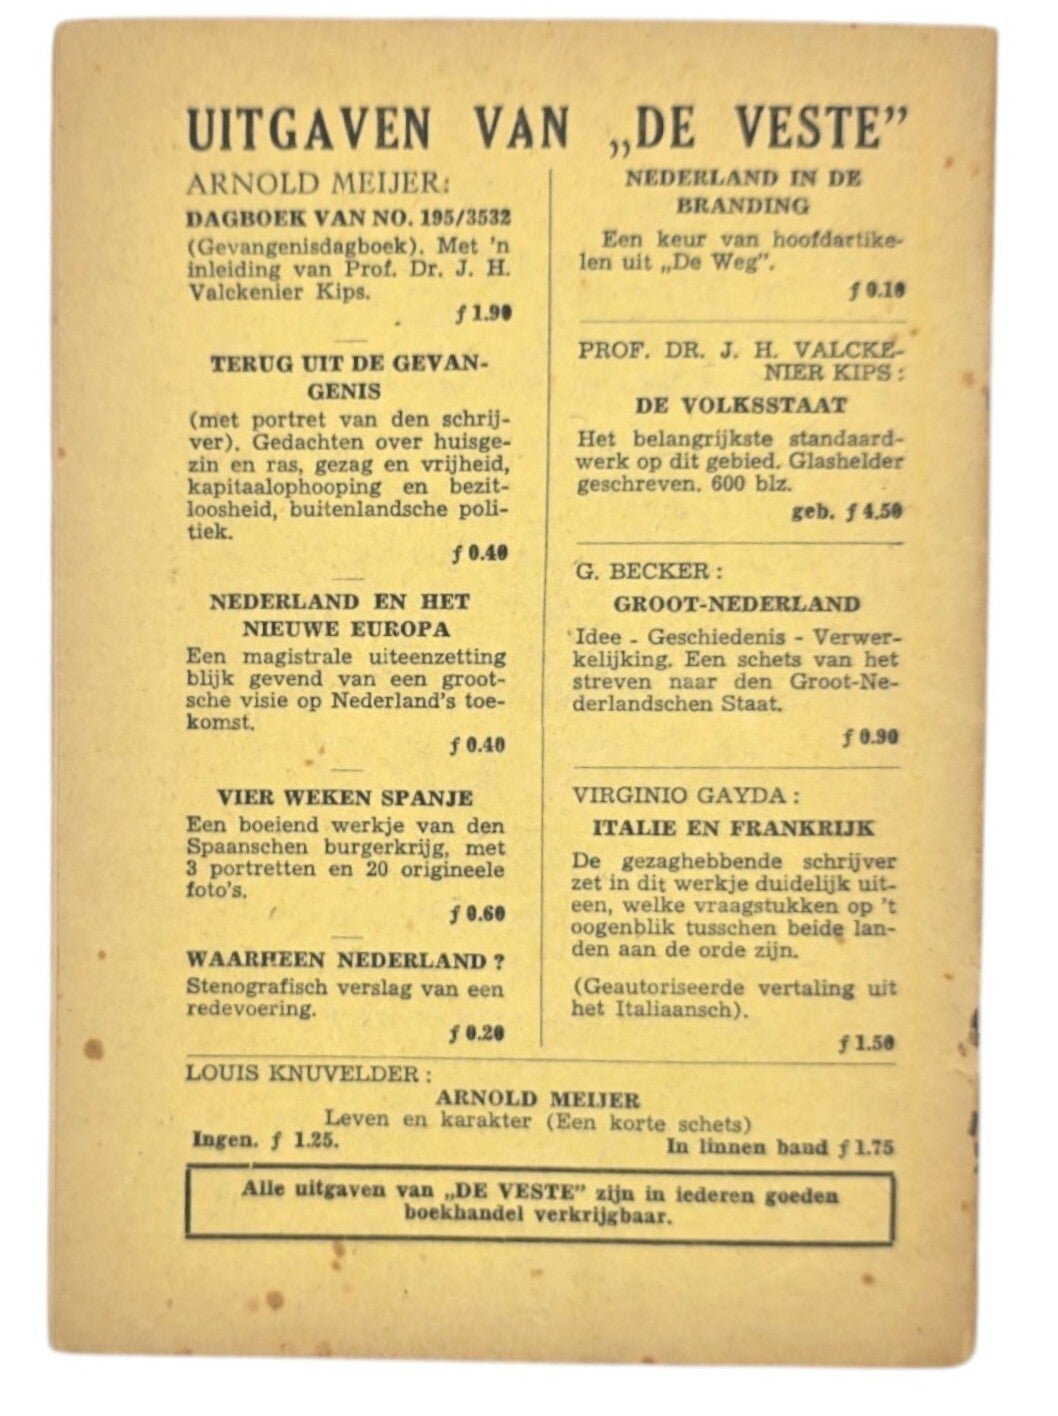 UITGAVEN VAN „DE VESTE”
ARNOLD MEIJER:
DAGBOEK VAN NO. 195/3532
(Gevangenisdagboek). Met 'n
inleiding van Prof. Dr. J. H.
Valckenier Kips.
ƒ 1.90
TERUG UIT DE GEVAN-
GENIS
(met portret van den schrij-
ver). Gedachten over huisge-
zin en ras, gezag en vrijheid,
kapitaalophooping en bezit-
loosheid, buitenlandsche poli-
tiek.
ƒ 0.40
NEDERLAND EN HET
NIEUWE EUROPA
Een magistrale uiteenzetting
blijk gevend van een groot-
sche visie op Nederland's toe-
komst.
ƒ 0.40
VIER WEKEN SPANJE
Een boeiend werkje van den
Spaanschen burgerkrijg, met
3 portretten en 20 origineele
foto's.
ƒ 0.60
WAARHEEN NEDERLAND ?
Stenografisch verslag van een
redevoering.
ƒ 0.20
NEDERLAND IN DE
BRANDING
Een keur van hoofdartike-
len uit „De Weg”.
ƒ 0.10
PROF. DR. J. H. VALCKE-
NIER KIPS :
DE VOLKSSTAAT
Het belangrijkste standaard-
werk op dit gebied. Glashelder
geschreven. 600 blz.
geb. ƒ 4.50
G. BECKER :
GROOT-NEDERLAND
Idee - Geschiedenis - Verwer-
kelijking. Een schets van het
streven naar den Groot-Ne-
derlandschen Staat.
ƒ 0.90
VIRGINIO GAYDA :
ITALIE EN FRANKRIJK
De gezaghebbende schrijver
zet in dit werkje duidelijk uit-
een, welke vraagstukken op 't
oogenblik tusschen beide lan-
den aan de orde zijn.
(Geautoriseerde vertaling uit
het Italiaansch).
ƒ 1.50
LOUIS KNUVELDER :
ARNOLD MEIJER
Leven en karakter (Een korte schets)
Ingen. ƒ 1.25. In linnen band ƒ 1.75
Alle uitgaven van „DE VESTE” zijn in iederen goeden
boekhandel verkrijgbaar.